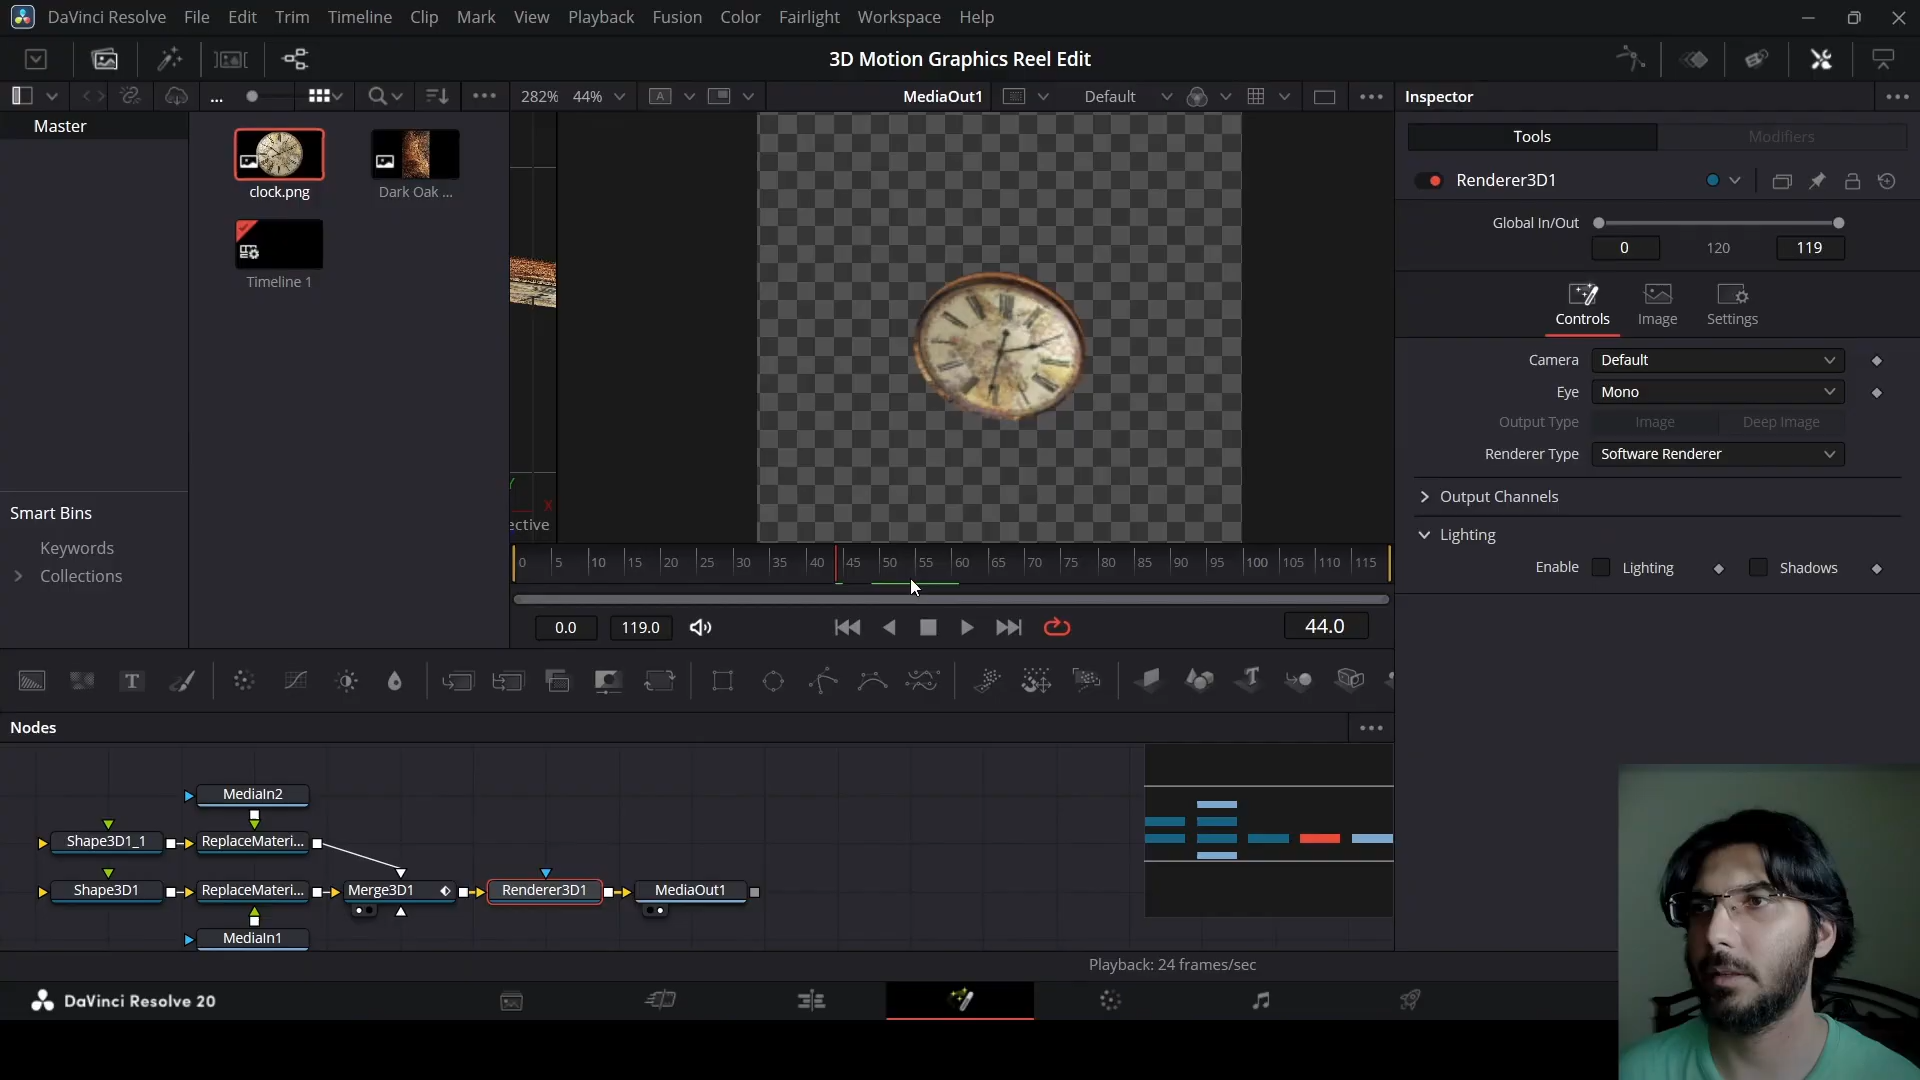 DaVinci Resolve File Edit Trim Timeline Clip Mark View Playback Fusion Color Fairlight Workspace Help
3D Motion Graphics Reel Edit
... 282% 44% A MediaOut1 Default Inspector
Master
clock.png
Dark Oak ...
Timeline 1
Smart Bins
Keywords
Collections
Y
X
ective
0 5 10 15 20 25 30 35 40 45 50 55 60 65 70 75 80 85 90 95 100 105 110 115
0.0 119.0 44.0
Tools Modifiers
Renderer3D1
Global In/Out
0 120 119
Controls Image Settings
Camera Default
Eye Mono
Output Type Image Deep Image
Renderer Type Software Renderer
Output Channels
Lighting
Enable Lighting Shadows
T T
Nodes
MediaIn2
Shape3D1_1 ReplaceMateri...
Shape3D1 ReplaceMateri... Merge3D1 Renderer3D1 MediaOut1
MediaIn1
Playback: 24 frames/sec
DaVinci Resolve 20